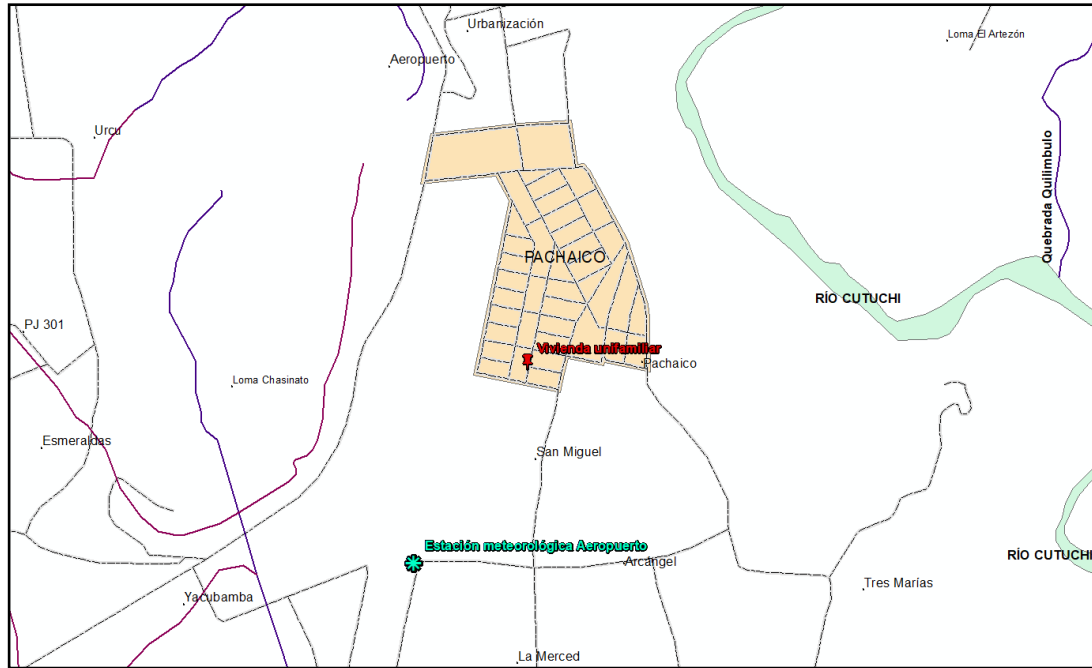 Urbanización
Loma El Artezón
Aeropuerto
Urcu
Quebrada Quilimbulo
PACHAICO
RÍO CUTUCHI
PJ 301
Vivienda unifamiliar
Pachaico
Loma Chasinato
Esmeraldas
San Miguel
Estación meteorológica Aeropuerto
RÍO CUTUCHI
Arcángel
Tres Marías
Yacubamba
La Merced